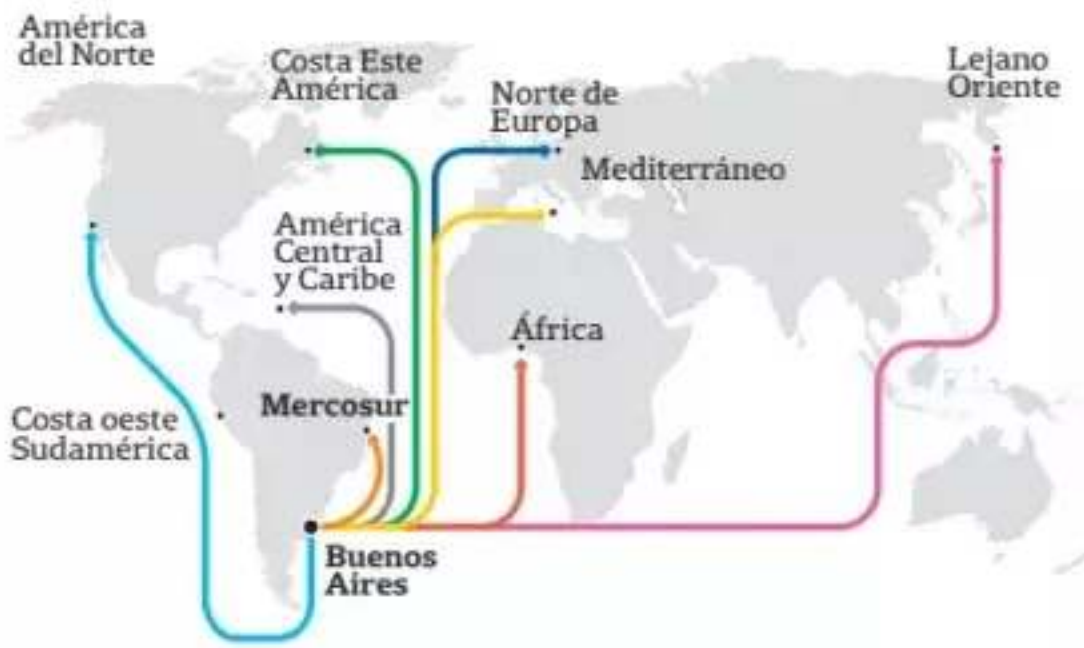 América
del Norte
Costa Este
América
Norte de
Europa
Lejano
Oriente
Mediterráneo
América
Central
y Caribe
África
Mercosur
Costa oeste
Sudamérica
Buenos
Aires